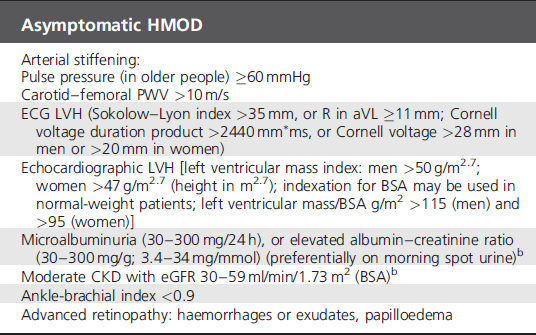 Asymptomatic HMOD
Arterial stiffening:
Pulse pressure (in older people) ≥60 mmHg
Carotid–femoral PWV >10 m/s
ECG LVH (Sokolow–Lyon index >35 mm, or R in aVL ≥11 mm; Cornell
voltage duration product >2440 mm*ms, or Cornell voltage >28 mm in
men or >20 mm in women)
Echocardiographic LVH [left ventricular mass index: men >50 g/m^2.7;
women >47 g/m^2.7 (height in m^2.7); indexation for BSA may be used in
normal-weight patients; left ventricular mass/BSA g/m² >115 (men) and
>95 (women)]
Microalbuminuria (30–300 mg/24 h), or elevated albumin–creatinine ratio
(30–300 mg/g; 3.4–34 mg/mmol) (preferentially on morning spot urine)ᵇ
Moderate CKD with eGFR 30–59 ml/min/1.73 m² (BSA)ᵇ
Ankle-brachial index <0.9
Advanced retinopathy: haemorrhages or exudates, papilloedema